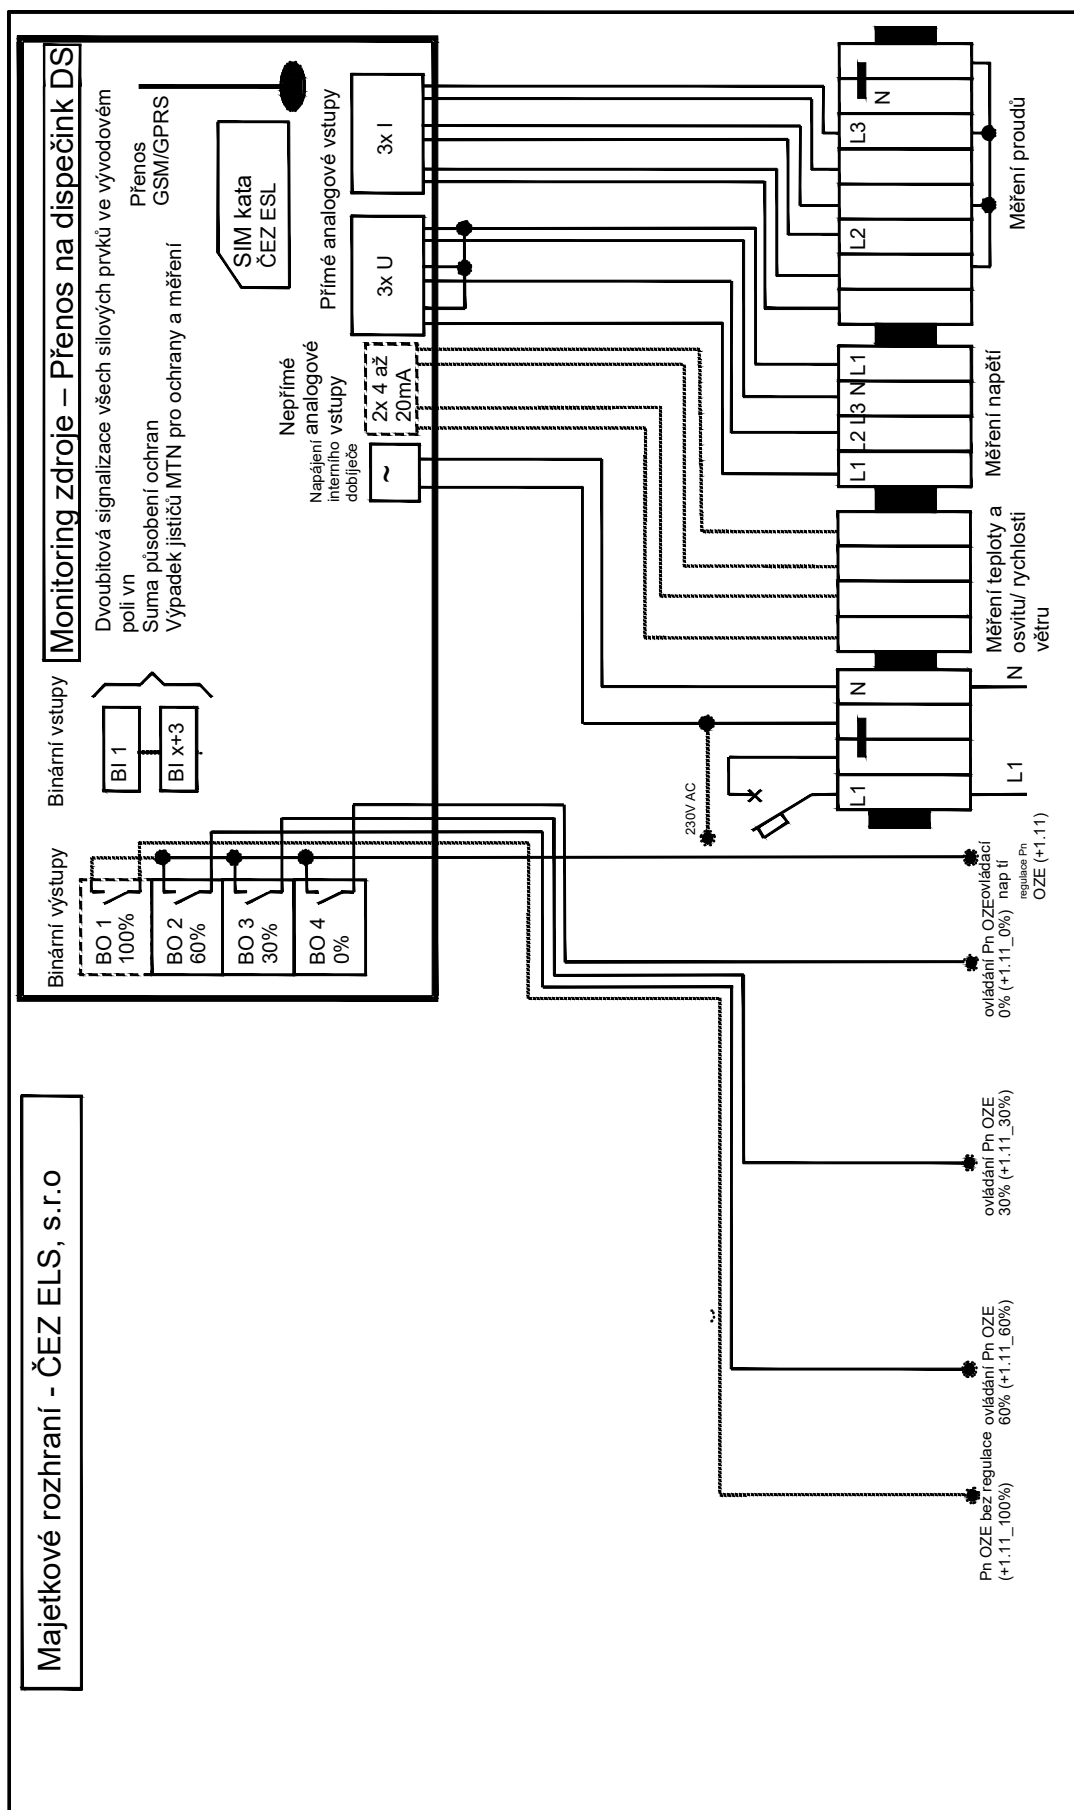 Majetkové rozhraní - ČEZ ELS, s.r.o
Monitoring zdroje – Přenos na dispečink DS
Binární výstupy
BO 1
100%
BO 2
60%
BO 3
30%
BO 4
0%
Binární vstupy
BI 1
BI x+3
Dvoubitová signalizace všech silových prvků ve vývodovém
poli vn
Suma působení ochran
Výpadek jističů MTN pro ochrany a měření
Přenos
GSM/GPRS
SIM kata
ČEZ ESL
Napájení
interního
dobíječe
~
Nepřímé
analogové
vstupy
2x 4 až
20mA
Přímé analogové vstupy
3x U
3x I
230V AC
L1
N
L1
N
Měření teploty a
osvitu/ rychlosti
větru
L1
L2
L3
N
L1
Měření napětí
L2
L3
N
Měření proudů
Pn OZE bez regulace
(+1.11_100%)
ovládání Pn OZE
60% (+1.11_60%)
ovládání Pn OZE
30% (+1.11_30%)
ovládání Pn OZE
0% (+1.11_0%)
ovládací
nap tí
regulace Pn
OZE (+1.11)